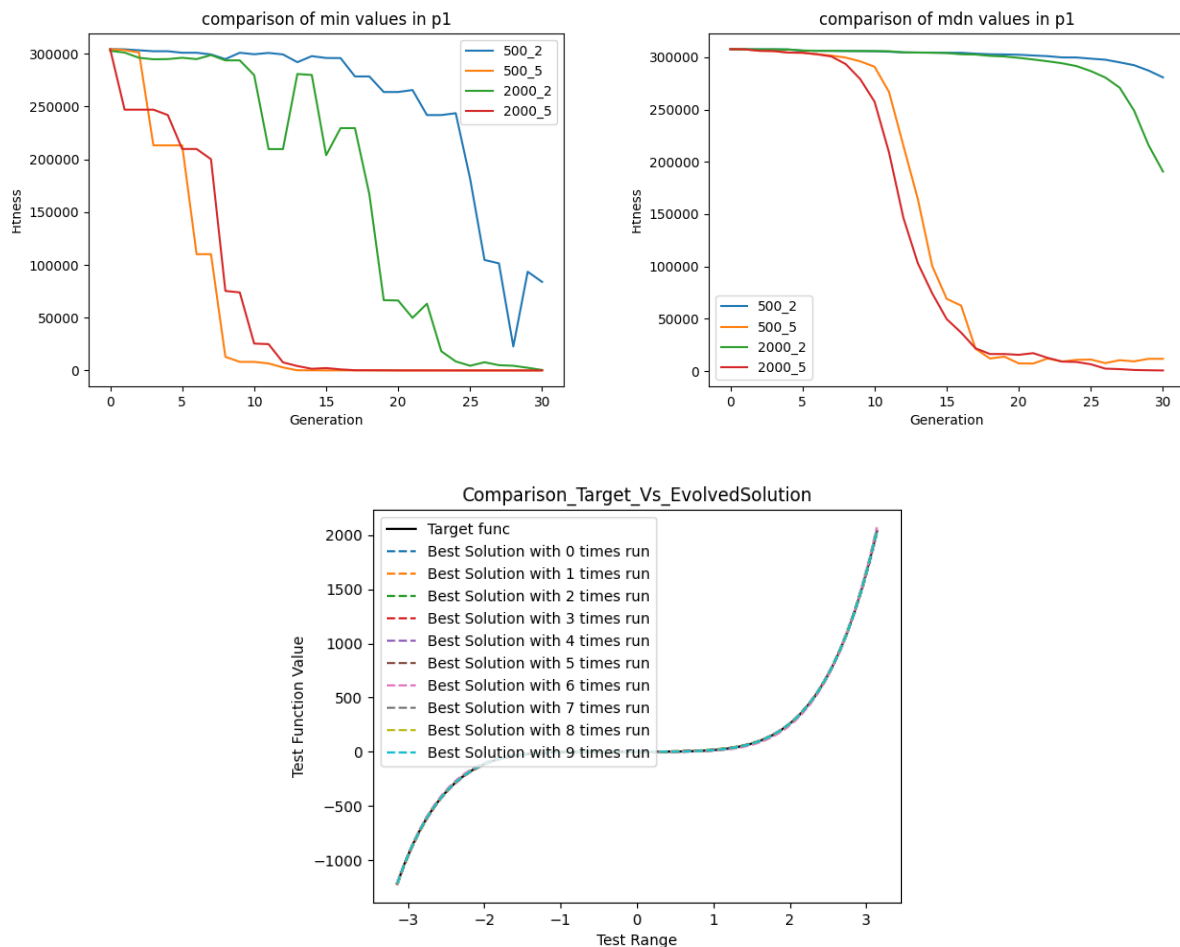 comparison of min values in p1
300000
250000
200000
150000
100000
50000
0
Fitness
500_2
500_5
2000_2
2000_5
0 5 10 15 20 25 30
Generation
comparison of mdn values in p1
300000
250000
200000
150000
100000
50000
0
Fitness
500_2
500_5
2000_2
2000_5
0 5 10 15 20 25 30
Generation
Comparison_Target_Vs_EvolvedSolution
2000
1500
1000
500
0
−500
−1000
Test Function Value
Target func
Best Solution with 0 times run
Best Solution with 1 times run
Best Solution with 2 times run
Best Solution with 3 times run
Best Solution with 4 times run
Best Solution with 5 times run
Best Solution with 6 times run
Best Solution with 7 times run
Best Solution with 8 times run
Best Solution with 9 times run
−3 −2 −1 0 1 2 3
Test Range